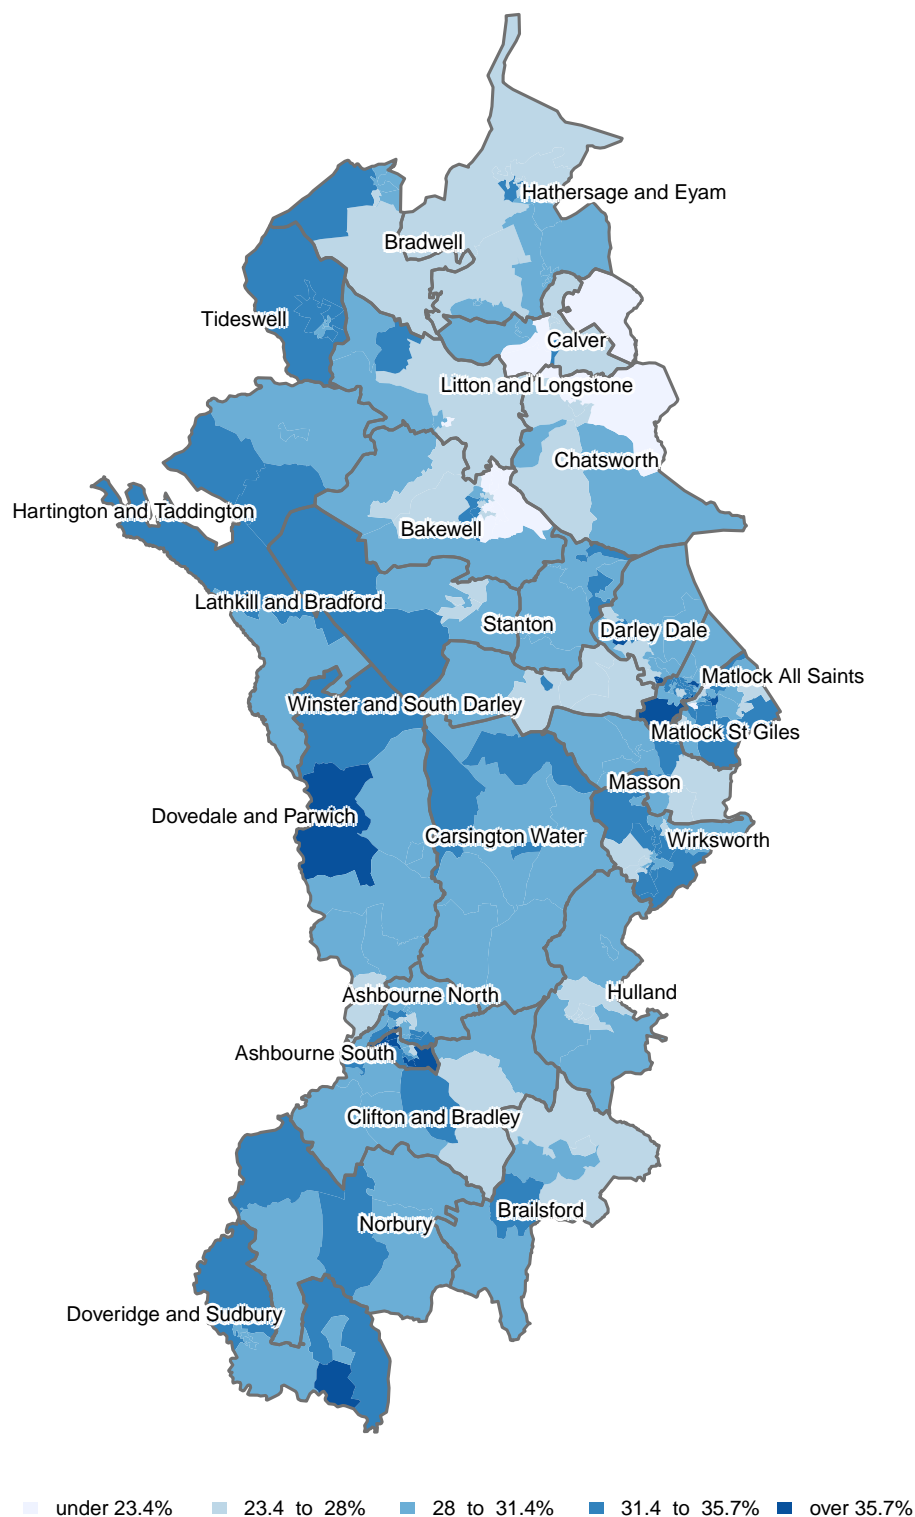 Hathersage and Eyam
Bradwell
Tideswell
Calver
Litton and Longstone
Chatsworth
Hartington and Taddington
Bakewell
Lathkill and Bradford
Stanton
Darley Dale
Matlock All Saints
Winster and South Darley
Matlock St Giles
Masson
Dovedale and Parwich
Carsington Water
Wirksworth
Hulland
Ashbourne North
Ashbourne South
Clifton and Bradley
Brailsford
Norbury
Doveridge and Sudbury
under 23.4% 23.4 to 28% 28 to 31.4% 31.4 to 35.7% over 35.7%